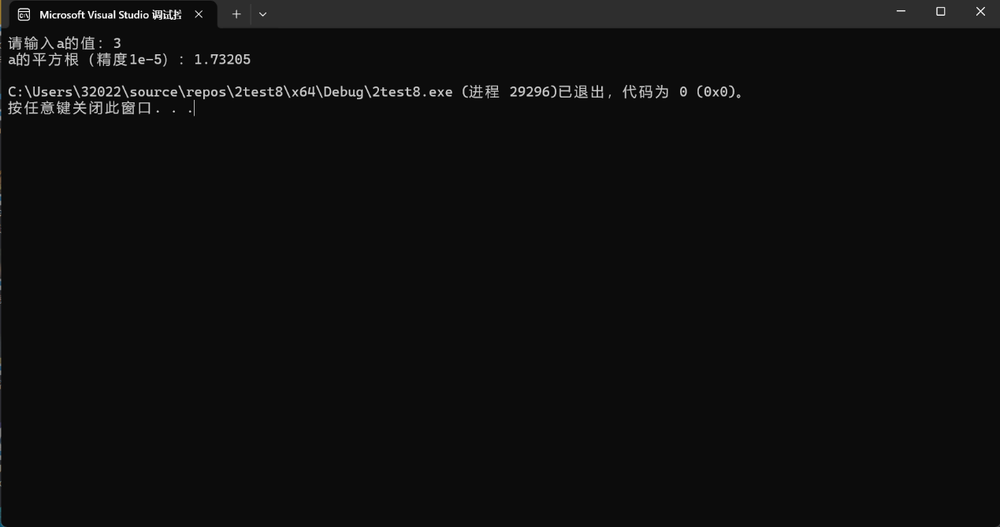 Microsoft Visual Studio 调试控
请输入a的值：3
a的平方根（精度1e-5）：1.73205
C:\Users\32022\source\repos\2test8\x64\Debug\2test8.exe (进程 29296)已退出，代码为 0 (0x0)。
按任意键关闭此窗口. . .